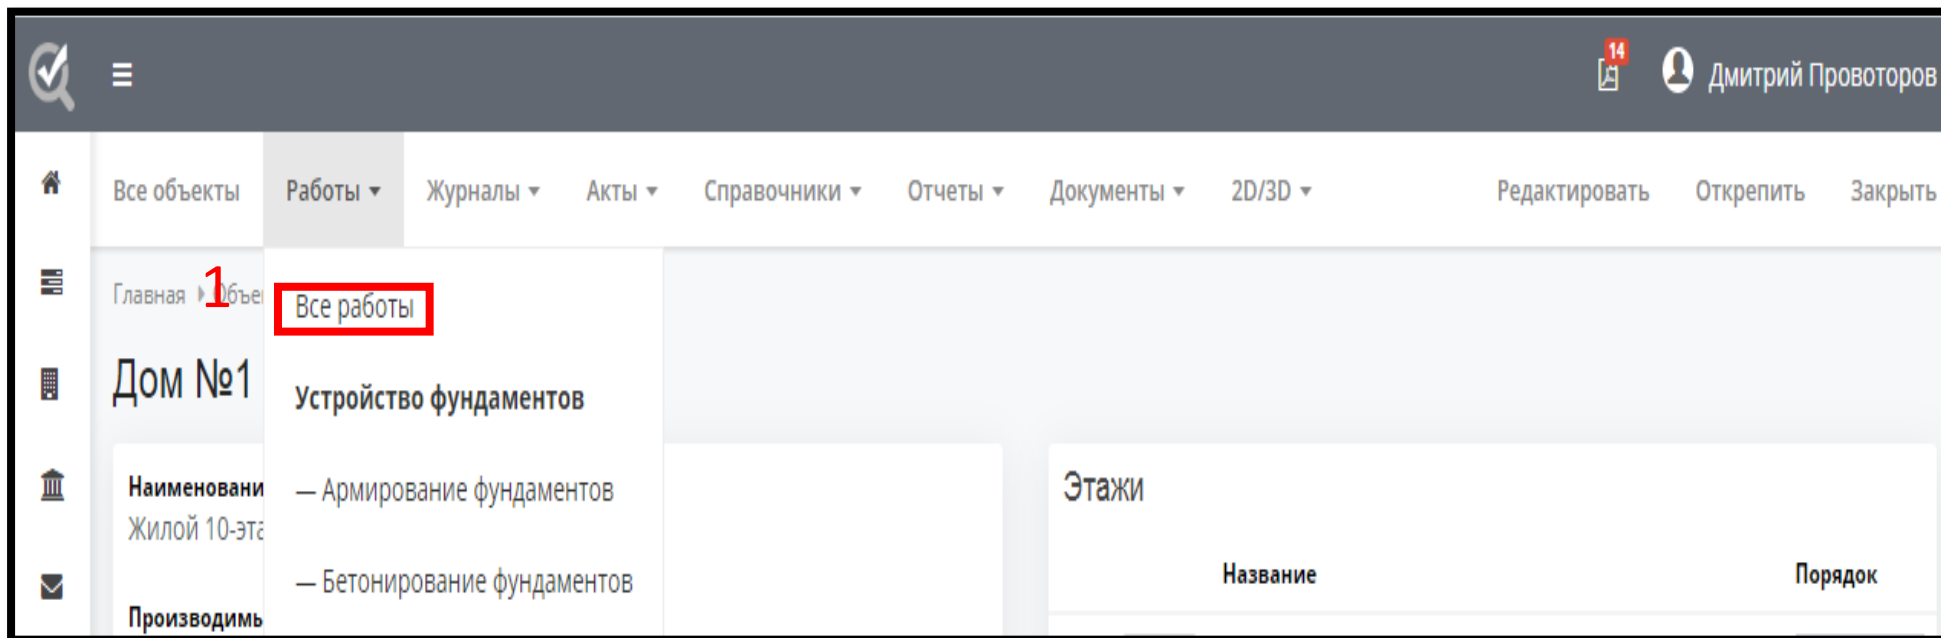 14
Дмитрий Провоторов
Все объекты Работы Журналы Акты Справочники Отчеты Документы 2D/3D Редактировать Открепить Закрыть
Главная
1
Все работы
Дом №1
Устройство фундаментов
— Армирование фундаментов
— Бетонирование фундаментов
Наименовани
Жилой 10-эта
Производимы
Этажи
Название Порядок